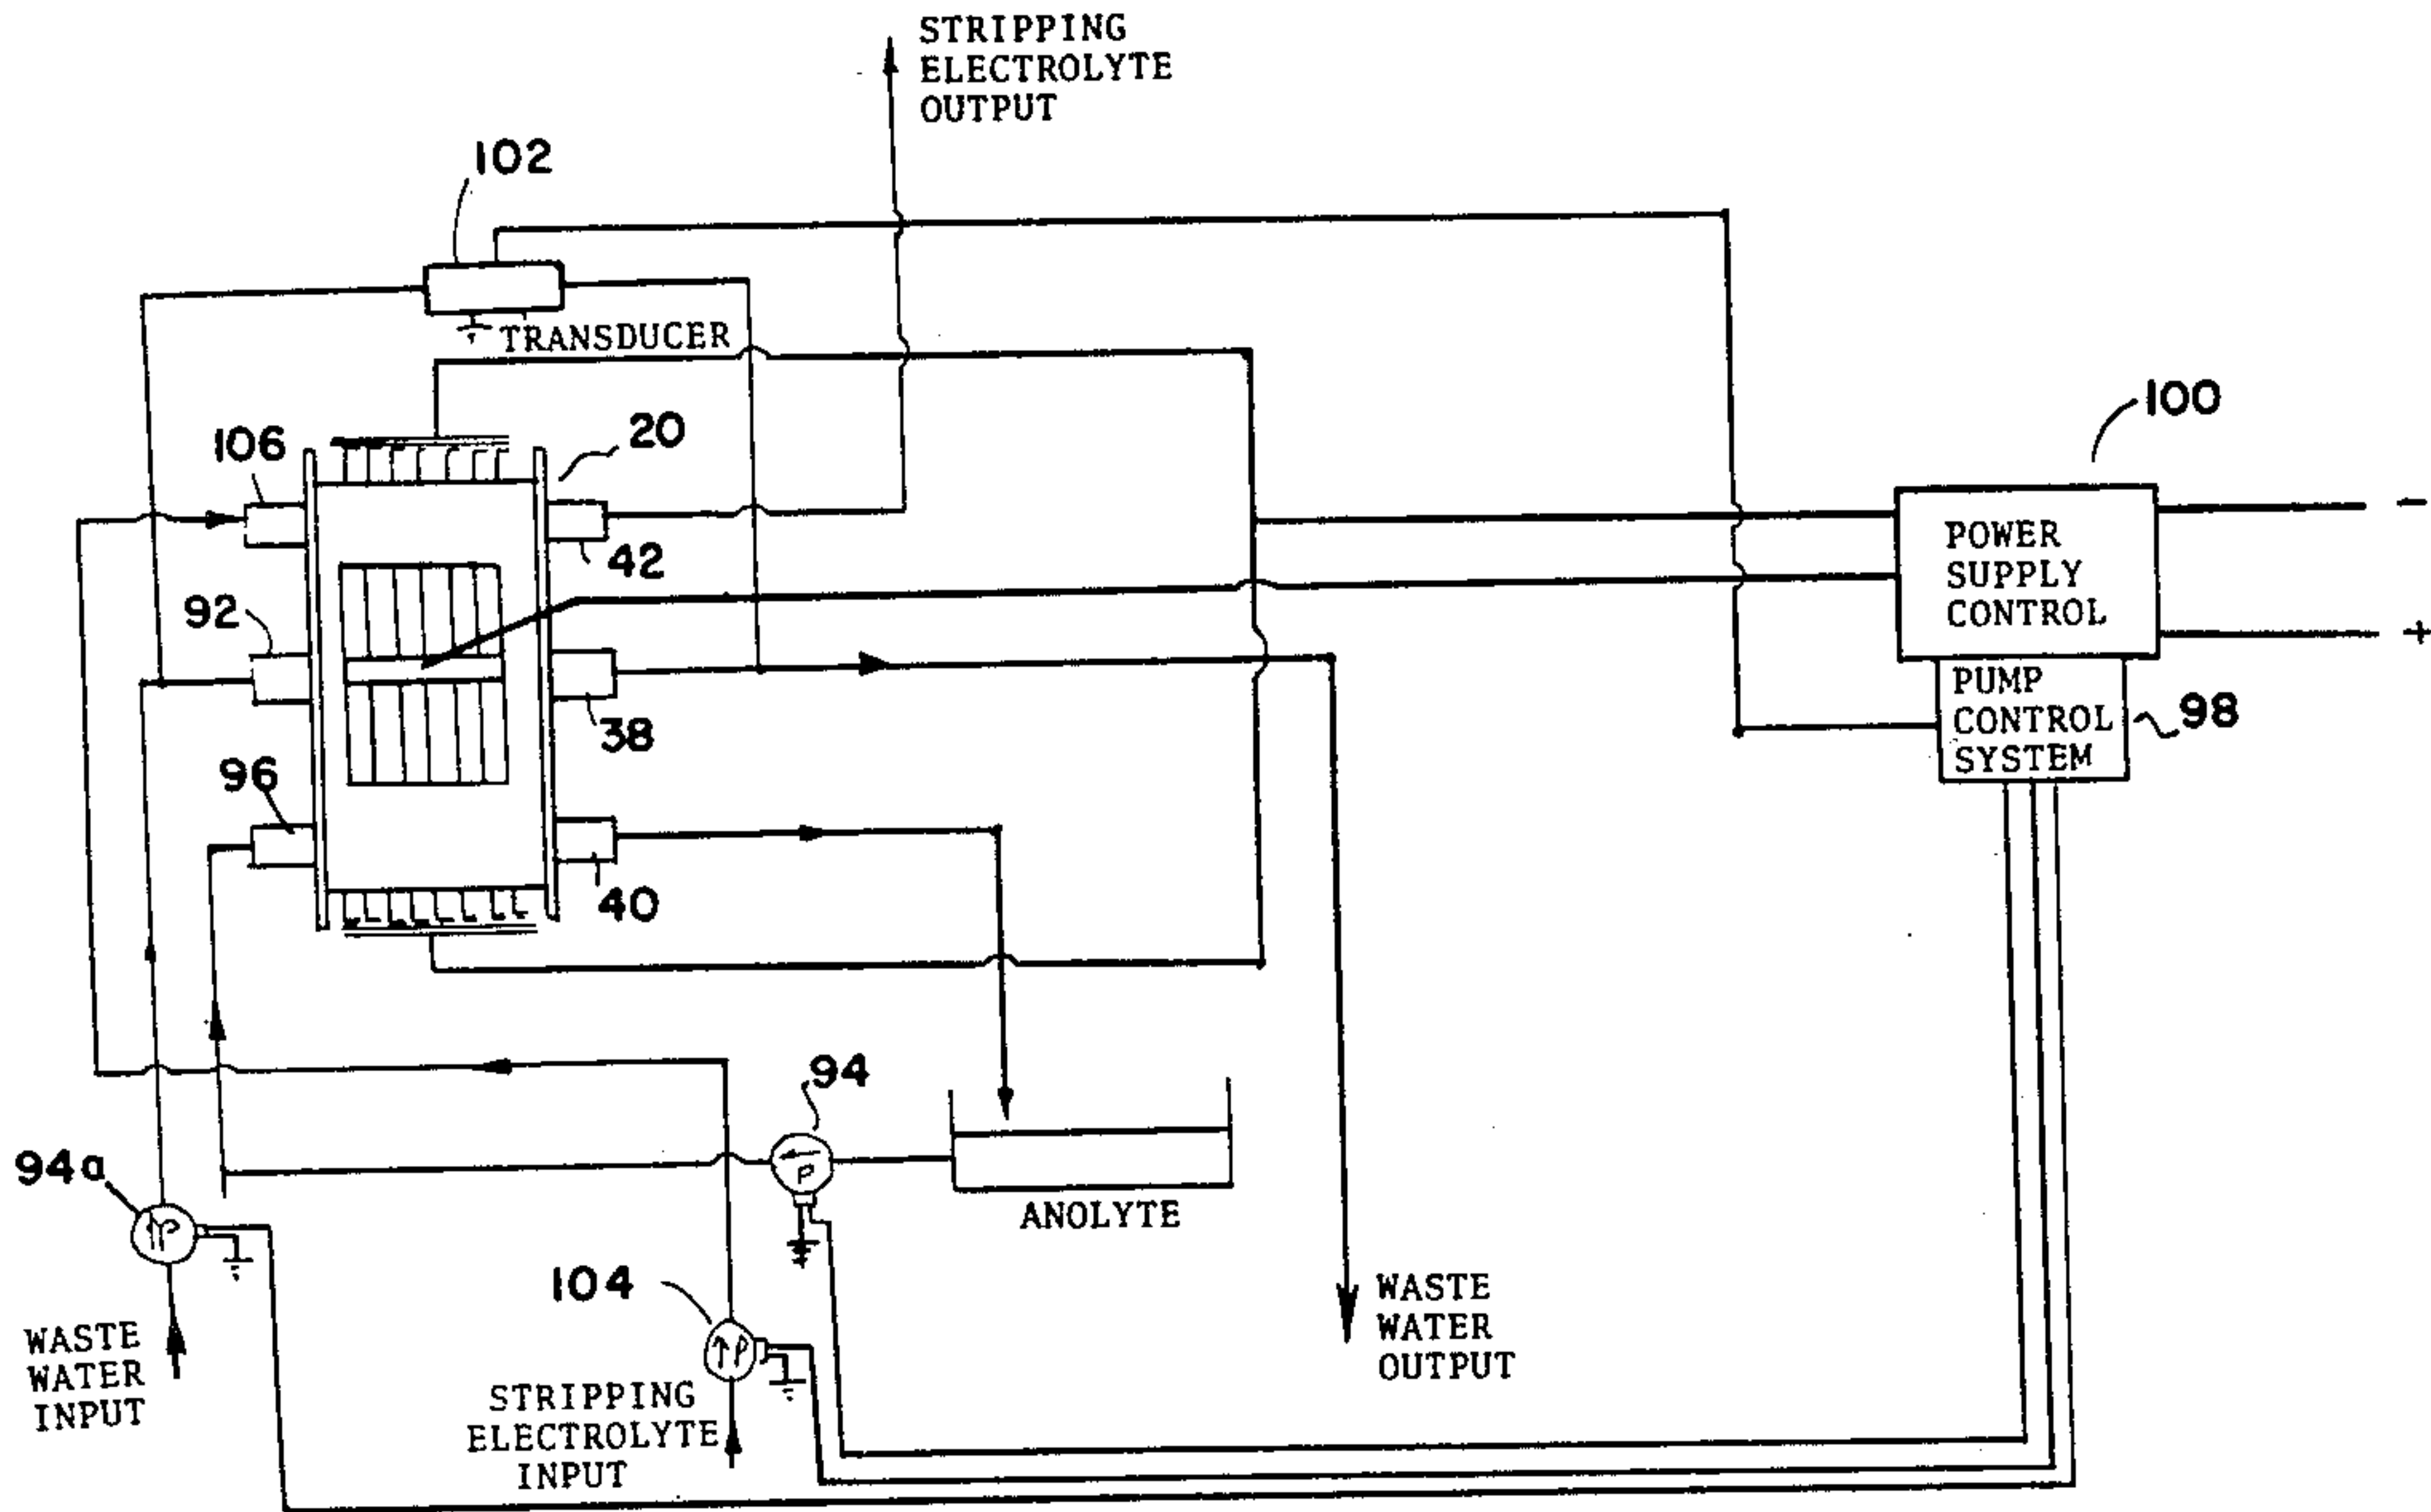 STRIPPING
ELECTROLYTE
OUTPUT
102
TRANSDUCER
106
20
100
42
POWER
SUPPLY
CONTROL
-
+
92
38
PUMP
CONTROL
SYSTEM
98
96
40
94
P
94a
P
ANOLYTE
104
P
WASTE
WATER
INPUT
STRIPPING
ELECTROLYTE
INPUT
WASTE
WATER
OUTPUT